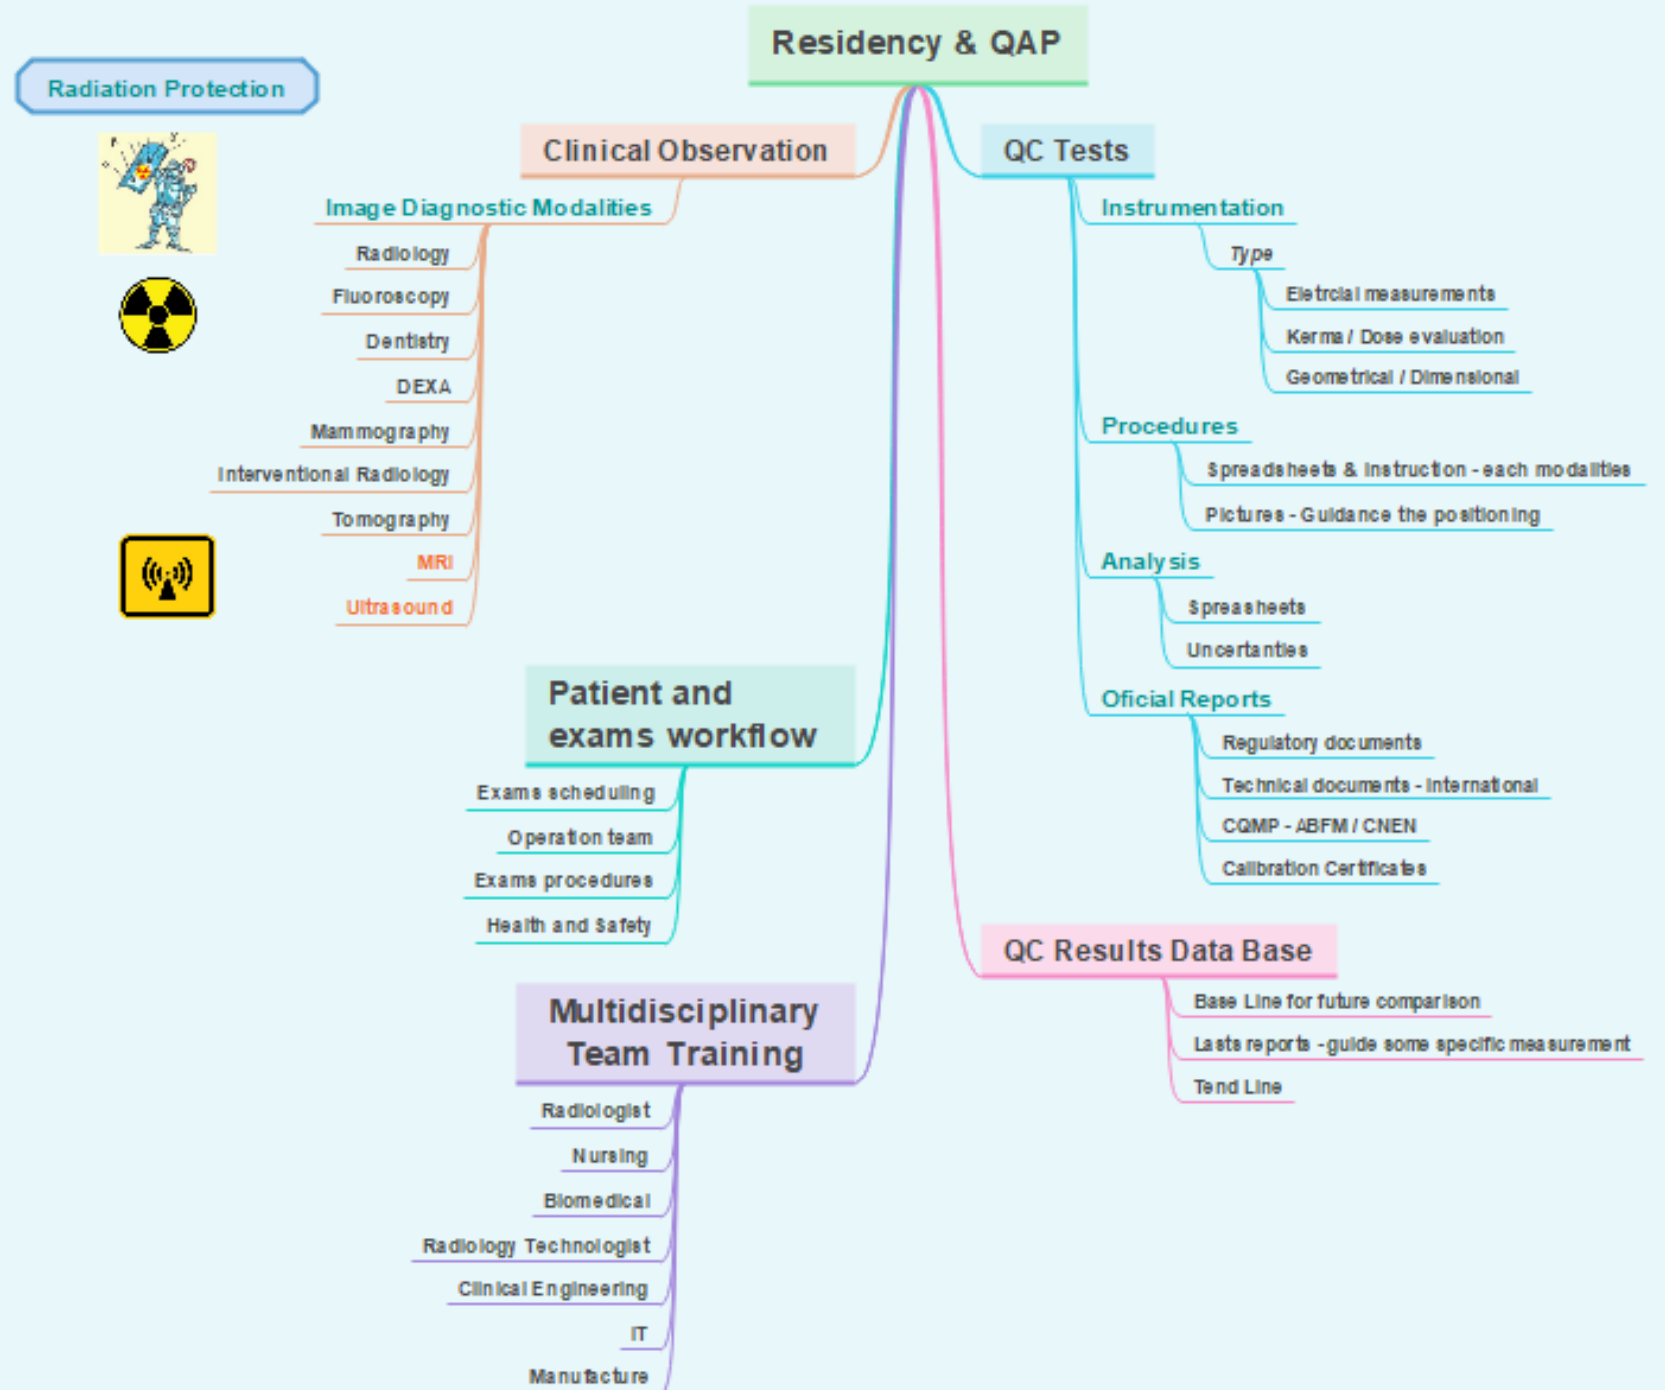 Residency & QAP
Radiation Protection
Clinical Observation
Image Diagnostic Modalities
Radiology
Fluoroscopy
Dentistry
DEXA
Mammography
Interventional Radiology
Tomography
MRI
Ultrasound
Patient and
exams workflow
Exams scheduling
Operation team
Exams procedures
Health and Safety
Multidisciplinary
Team Training
Radiologist
Nursing
Biomedical
Radiology Technologist
Clinical Engineering
IT
Manufacture
QC Tests
Instrumentation
Type
Eletrcial measurements
Kerma / Dose evaluation
Geometrical / Dimensional
Procedures
Spreadsheets & Instruction - each modalities
Pictures - Guidance the positioning
Analysis
Spreasheets
Uncertanties
Oficial Reports
Regulatory documents
Technical documents - International
CQMP - ABFM / CNEN
Calibration Certificates
QC Results Data Base
Base Line for future comparison
Lasts reports - guide some specific measurement
Tend Line